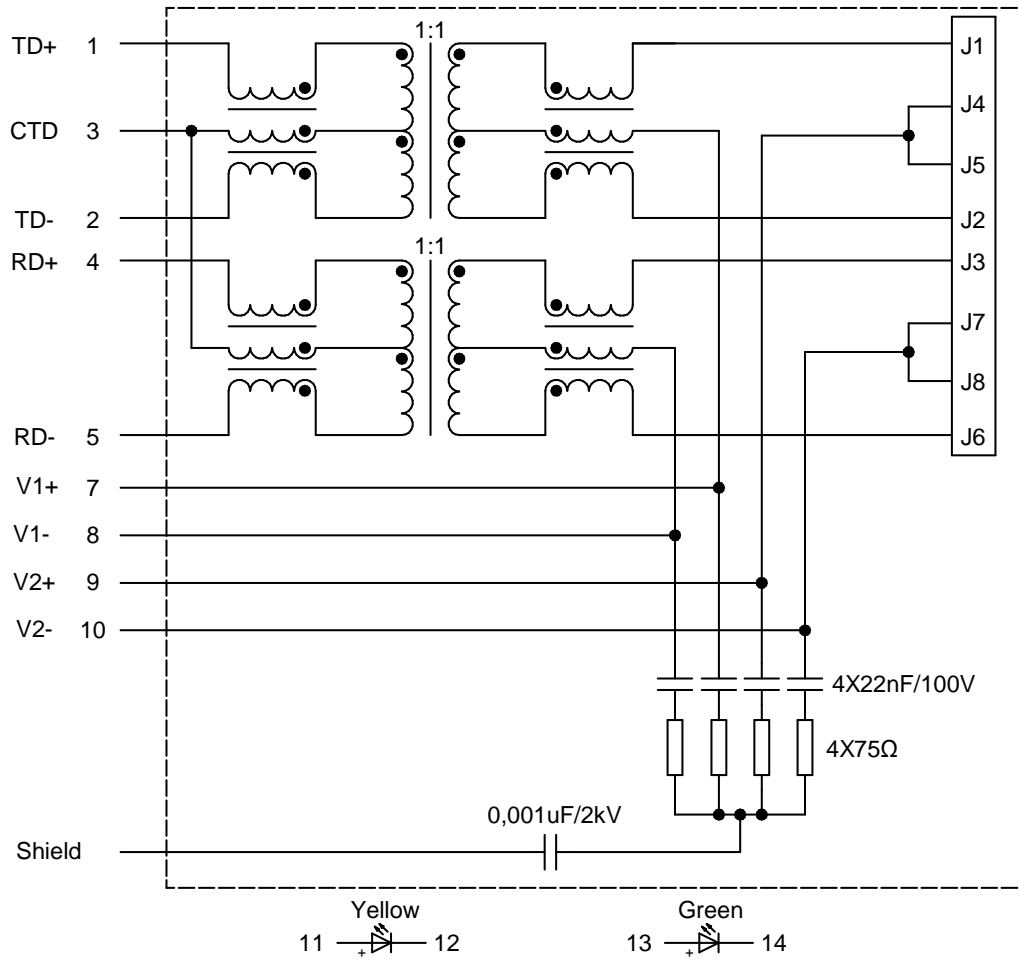 1:1
TD+ 1 J1
J4
CTD 3
J5
TD- 2 J2
1:1
RD+ 4 J3
J7
J8
RD- 5 J6
V1+ 7
V1- 8
V2+ 9
V2- 10
4X22nF/100V
4X75Ω
0,001uF/2kV
Shield
Yellow Green
11 + 12 13 + 14